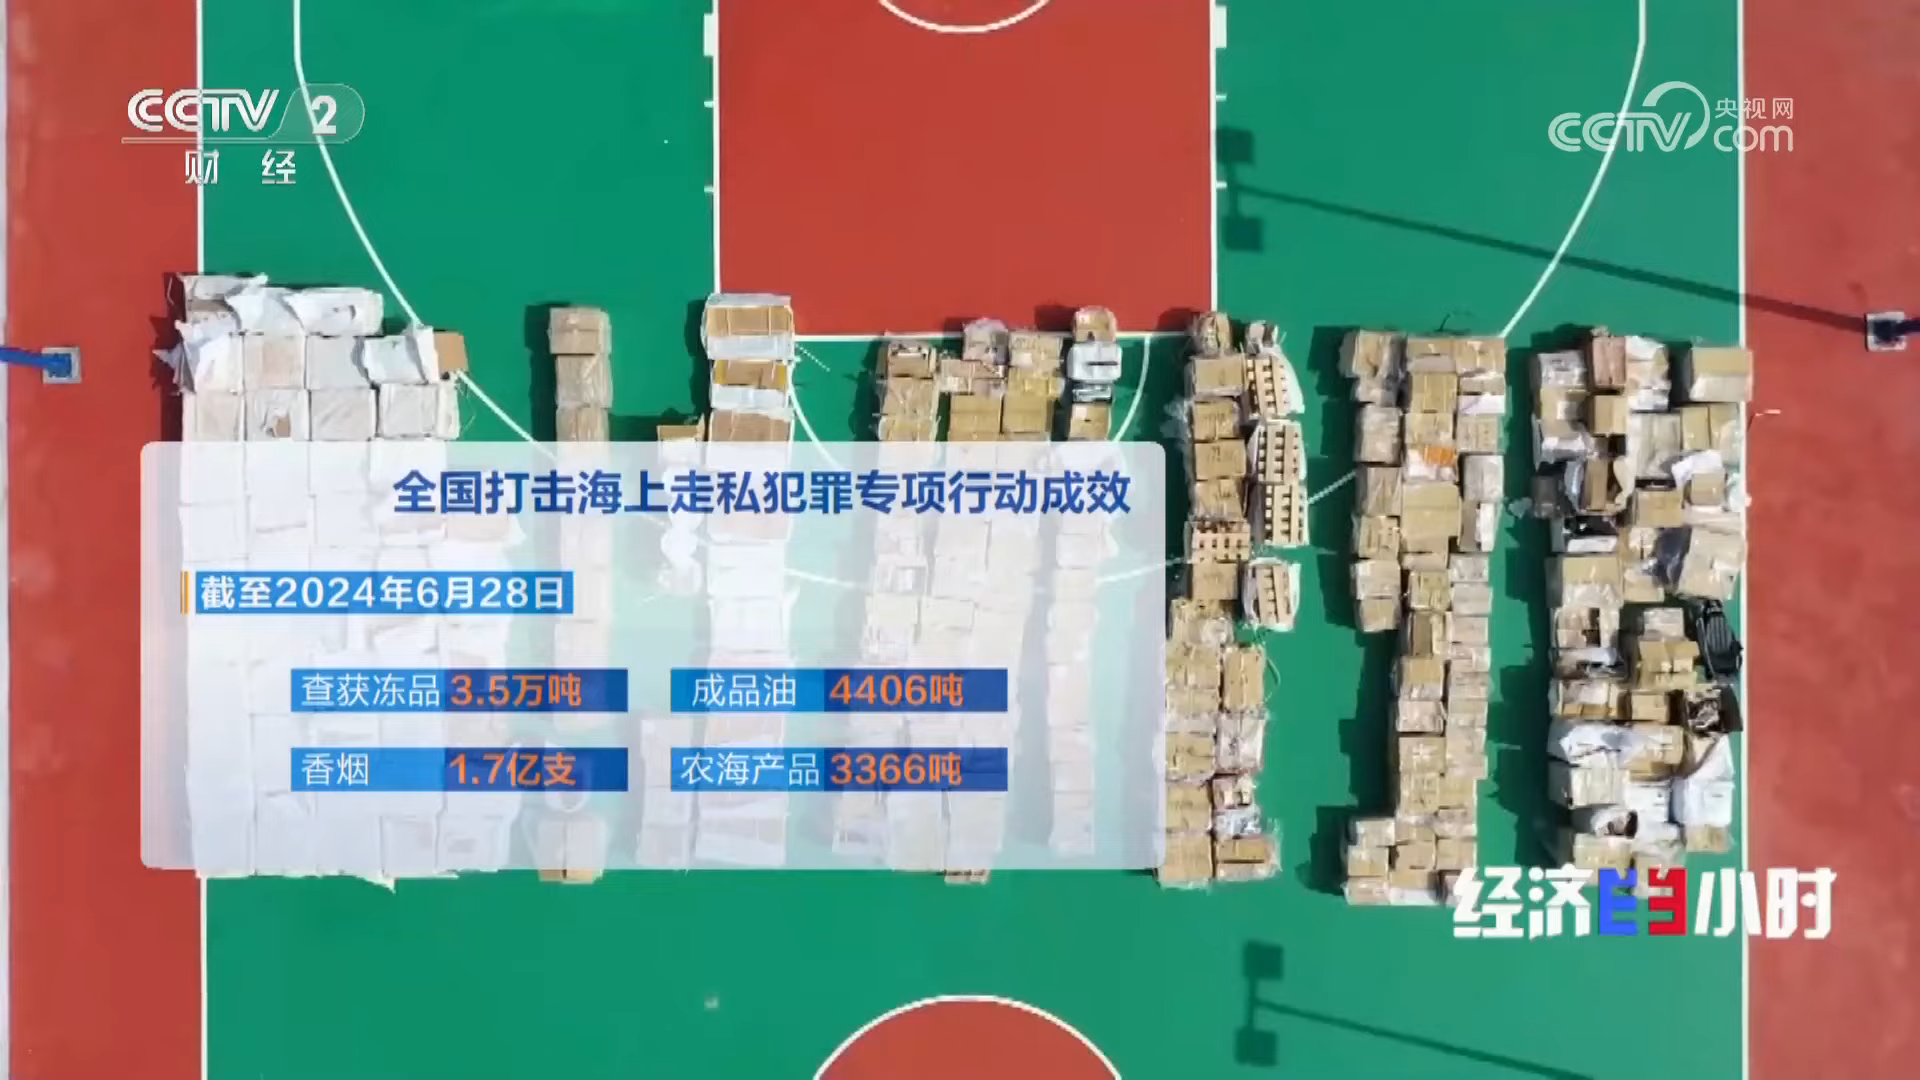 CCTV 2
财 经
央视网
CCTV com
全国打击海上走私犯罪专项行动成效
截至2024年6月28日
查获冻品 3.5万吨
成品油 4406吨
香烟 1.7亿支
农海产品 3366吨
经济半小时